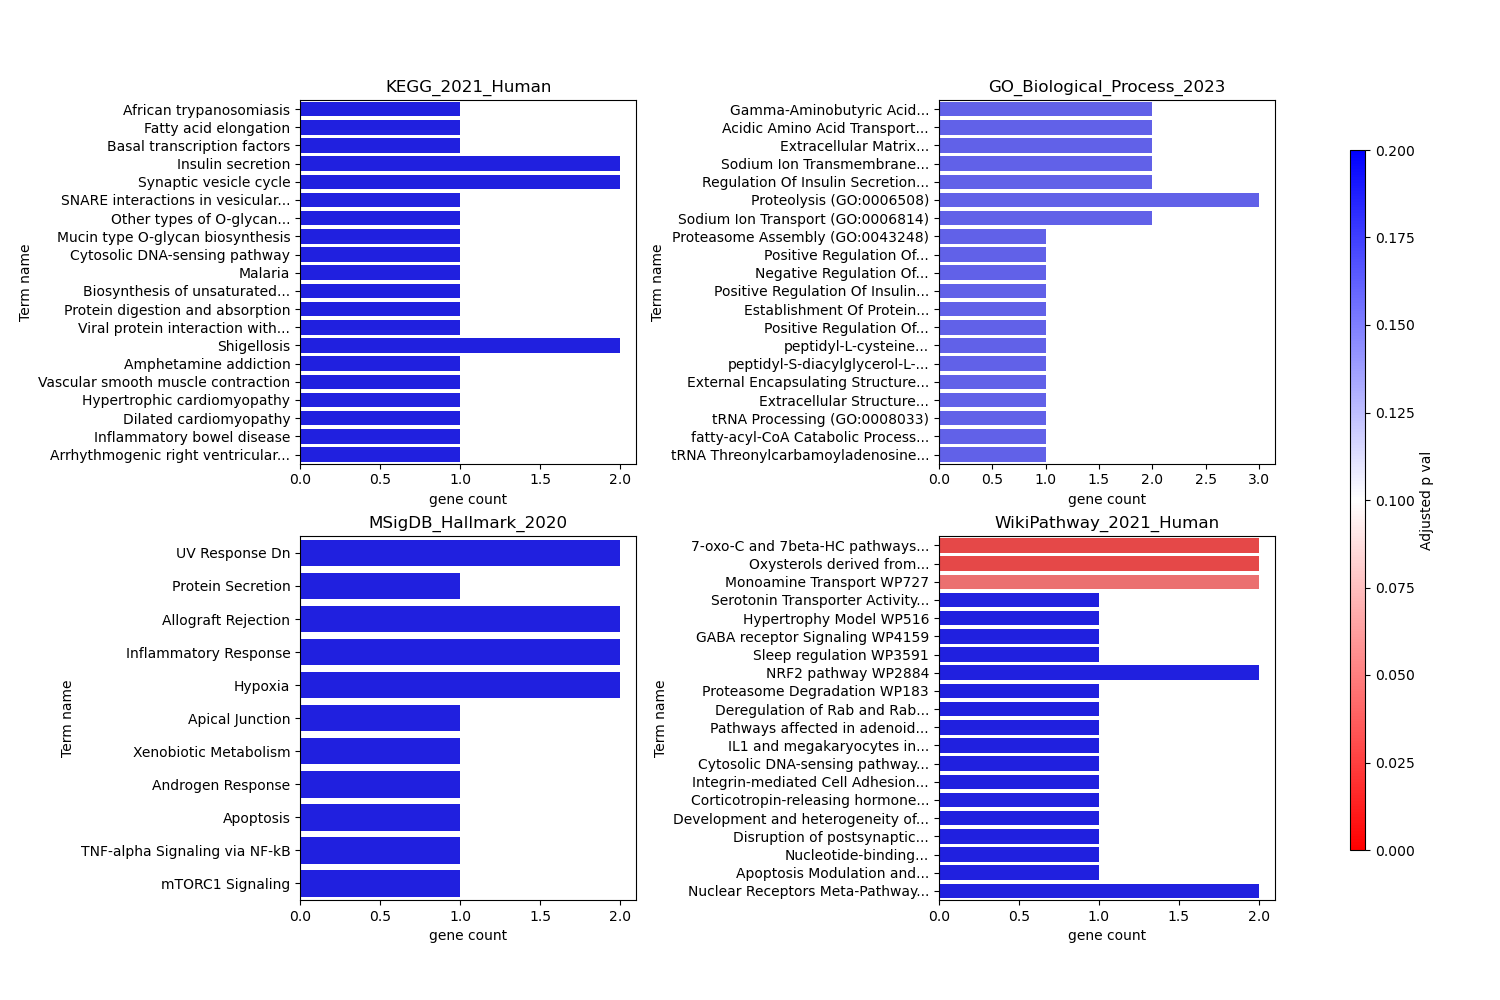 KEGG_2021_Human
Term name
African trypanosomiasis
Fatty acid elongation
Basal transcription factors
Insulin secretion
Synaptic vesicle cycle
SNARE interactions in vesicular...
Other types of O-glycan...
Mucin type O-glycan biosynthesis
Cytosolic DNA-sensing pathway
Malaria
Biosynthesis of unsaturated...
Protein digestion and absorption
Viral protein interaction with...
Shigellosis
Amphetamine addiction
Vascular smooth muscle contraction
Hypertrophic cardiomyopathy
Dilated cardiomyopathy
Inflammatory bowel disease
Arrhythmogenic right ventricular...
0.0 0.5 1.0 1.5 2.0
gene count
GO_Biological_Process_2023
Term name
Gamma-Aminobutyric Acid...
Acidic Amino Acid Transport...
Extracellular Matrix...
Sodium Ion Transmembrane...
Regulation Of Insulin Secretion...
Proteolysis (GO:0006508)
Sodium Ion Transport (GO:0006814)
Proteasome Assembly (GO:0043248)
Positive Regulation Of...
Negative Regulation Of...
Positive Regulation Of Insulin...
Establishment Of Protein...
Positive Regulation Of...
peptidyl-L-cysteine...
peptidyl-S-diacylglycerol-L-...
External Encapsulating Structure...
Extracellular Structure...
tRNA Processing (GO:0008033)
fatty-acyl-CoA Catabolic Process...
tRNA Threonylcarbamoyladenosine...
0.0 0.5 1.0 1.5 2.0 2.5 3.0
gene count
MSigDB_Hallmark_2020
Term name
UV Response Dn
Protein Secretion
Allograft Rejection
Inflammatory Response
Hypoxia
Apical Junction
Xenobiotic Metabolism
Androgen Response
Apoptosis
TNF-alpha Signaling via NF-kB
mTORC1 Signaling
0.0 0.5 1.0 1.5 2.0
gene count
WikiPathway_2021_Human
Term name
7-oxo-C and 7beta-HC pathways...
Oxysterols derived from...
Monoamine Transport WP727
Serotonin Transporter Activity...
Hypertrophy Model WP516
GABA receptor Signaling WP4159
Sleep regulation WP3591
NRF2 pathway WP2884
Proteasome Degradation WP183
Deregulation of Rab and Rab...
Pathways affected in adenoid...
IL1 and megakaryocytes in...
Cytosolic DNA-sensing pathway...
Integrin-mediated Cell Adhesion...
Corticotropin-releasing hormone...
Development and heterogeneity of...
Disruption of postsynaptic...
Nucleotide-binding...
Apoptosis Modulation and...
Nuclear Receptors Meta-Pathway...
0.0 0.5 1.0 1.5 2.0
gene count
0.200
0.175
0.150
0.125
0.100
0.075
0.050
0.025
0.000
Adjusted p val